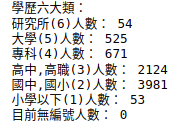 學歷六大類：
研究所(6)人數： 54
大學(5)人數： 525
專科(4)人數： 671
高中,高職(3)人數： 2124
國中,國小(2)人數： 3981
小學以下(1)人數： 53
目前無編號人數： 0